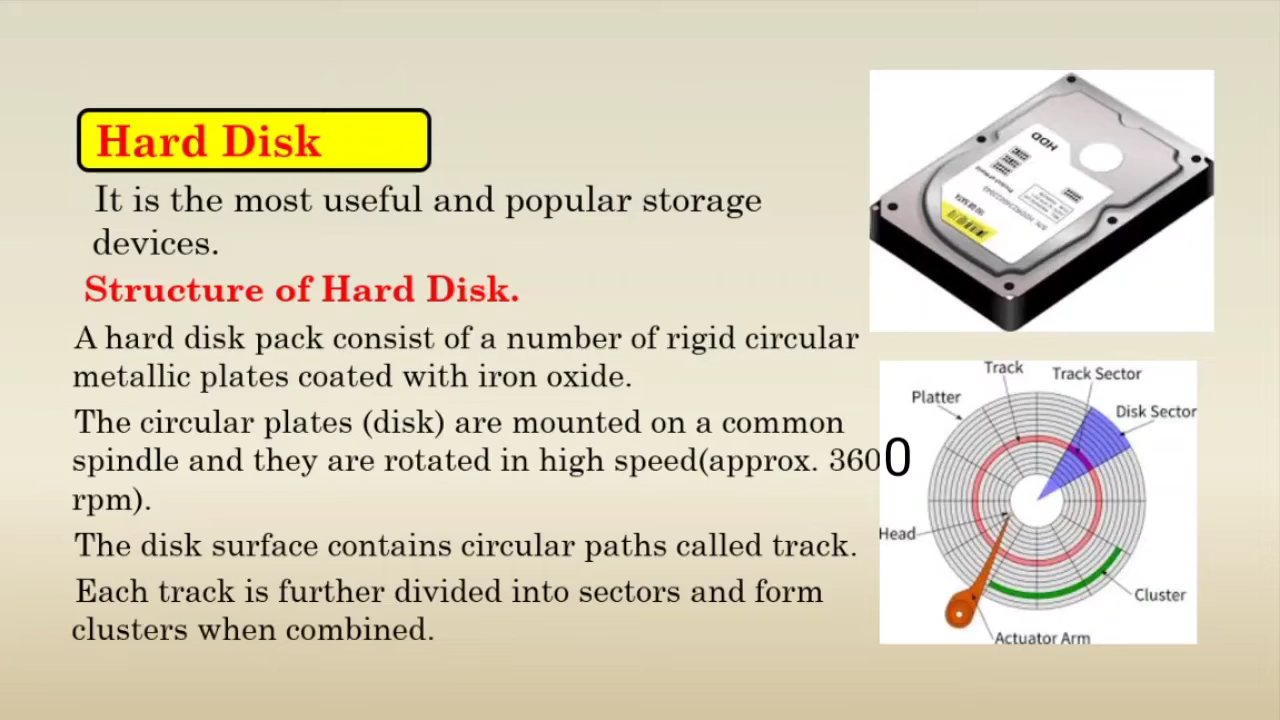 Hard Disk
It is the most useful and popular storage
devices.
Structure of Hard Disk.
A hard disk pack consist of a number of rigid circular
metallic plates coated with iron oxide.
The circular plates (disk) are mounted on a common
spindle and they are rotated in high speed(approx. 3600
rpm).
The disk surface contains circular paths called track.
Each track is further divided into sectors and form
clusters when combined.
HDD
Track
Track Sector
Platter
Disk Sector
Head
Cluster
Actuator Arm